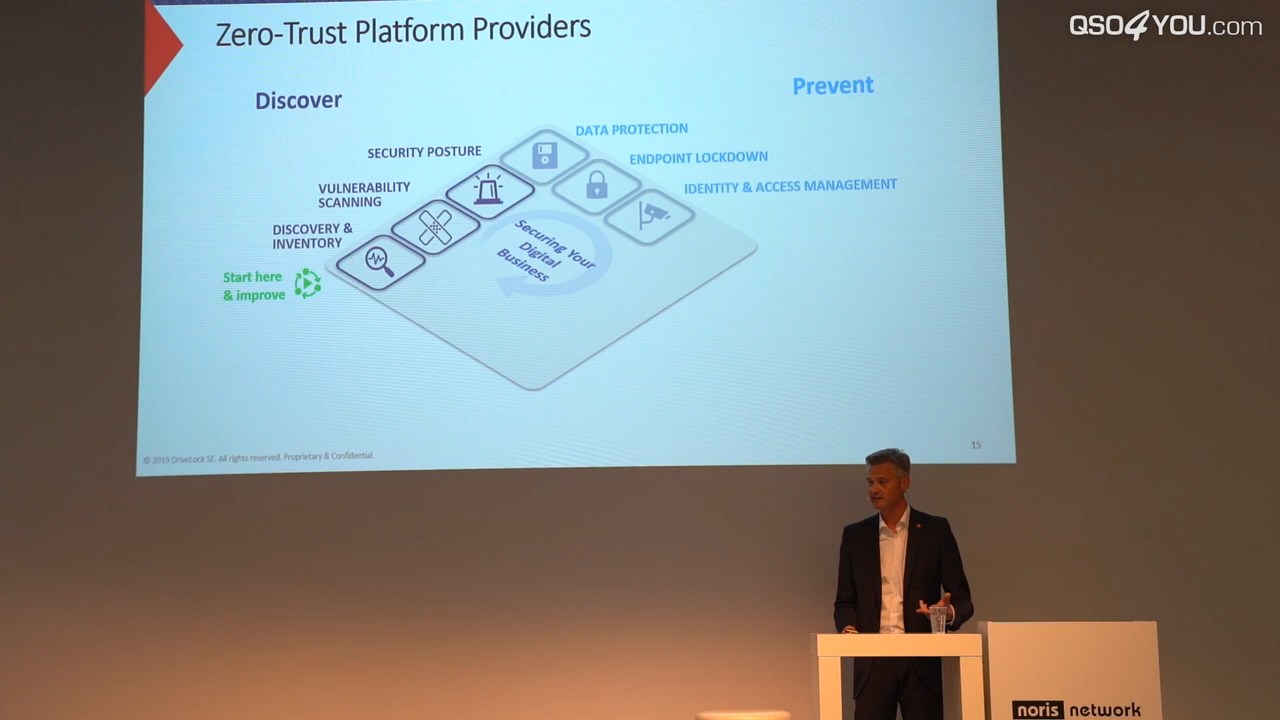 QSO4YOU.com
Zero-Trust Platform Providers
Discover
Prevent
DATA PROTECTION
SECURITY POSTURE
ENDPOINT LOCKDOWN
VULNERABILITY
SCANNING
IDENTITY & ACCESS MANAGEMENT
DISCOVERY &
INVENTORY
Securing Your
Digital
Business
Start here
& improve
© 2019 DriveLock SE. All rights reserved. Proprietary & Confidential.
15
noris network